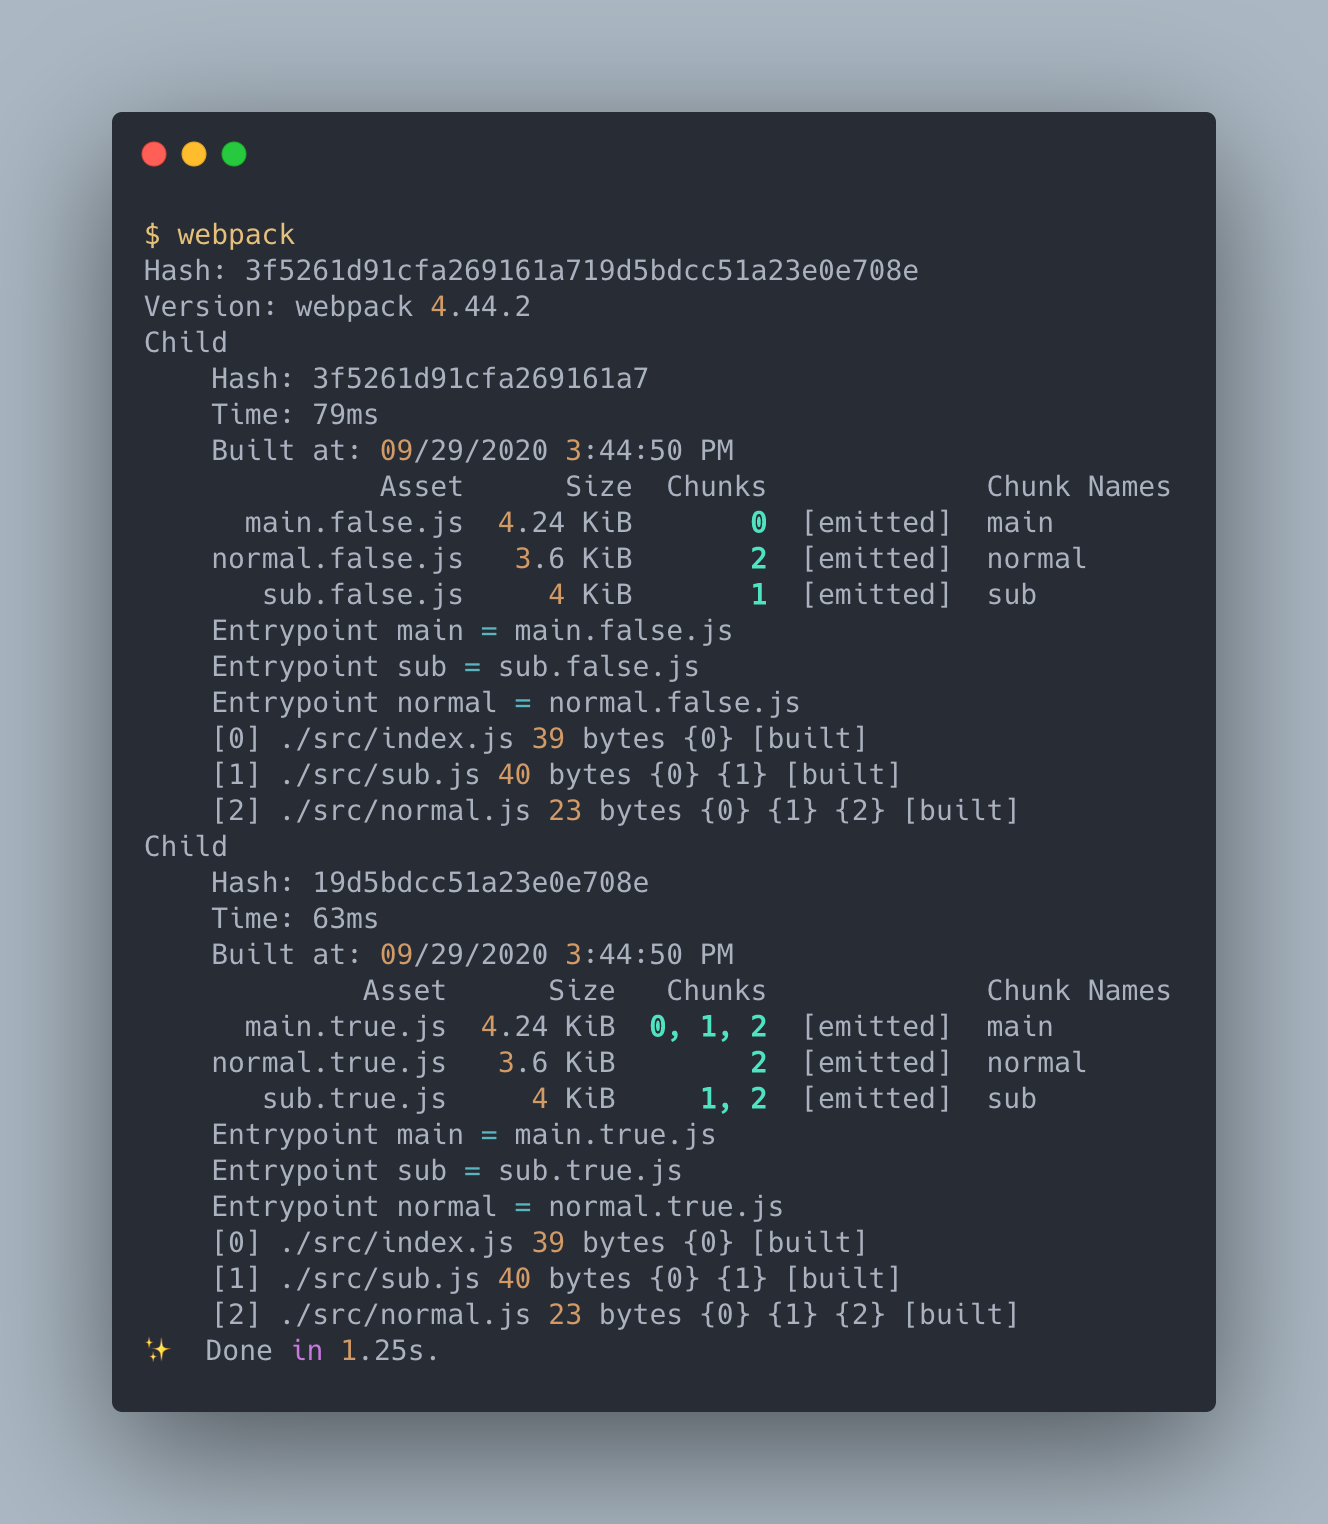 $ webpack
Hash: 3f5261d91cfa269161a719d5bdcc51a23e0e708e
Version: webpack 4.44.2
Child
    Hash: 3f5261d91cfa269161a7
    Time: 79ms
    Built at: 09/29/2020 3:44:50 PM
              Asset      Size  Chunks             Chunk Names
      main.false.js  4.24 KiB       0  [emitted]  main
    normal.false.js   3.6 KiB       2  [emitted]  normal
       sub.false.js     4 KiB       1  [emitted]  sub
    Entrypoint main = main.false.js
    Entrypoint sub = sub.false.js
    Entrypoint normal = normal.false.js
    [0] ./src/index.js 39 bytes {0} [built]
    [1] ./src/sub.js 40 bytes {0} {1} [built]
    [2] ./src/normal.js 23 bytes {0} {1} {2} [built]
Child
    Hash: 19d5bdcc51a23e0e708e
    Time: 63ms
    Built at: 09/29/2020 3:44:50 PM
             Asset      Size   Chunks             Chunk Names
      main.true.js  4.24 KiB  0, 1, 2  [emitted]  main
    normal.true.js   3.6 KiB        2  [emitted]  normal
       sub.true.js     4 KiB     1, 2  [emitted]  sub
    Entrypoint main = main.true.js
    Entrypoint sub = sub.true.js
    Entrypoint normal = normal.true.js
    [0] ./src/index.js 39 bytes {0} [built]
    [1] ./src/sub.js 40 bytes {0} {1} [built]
    [2] ./src/normal.js 23 bytes {0} {1} {2} [built]
✨  Done in 1.25s.